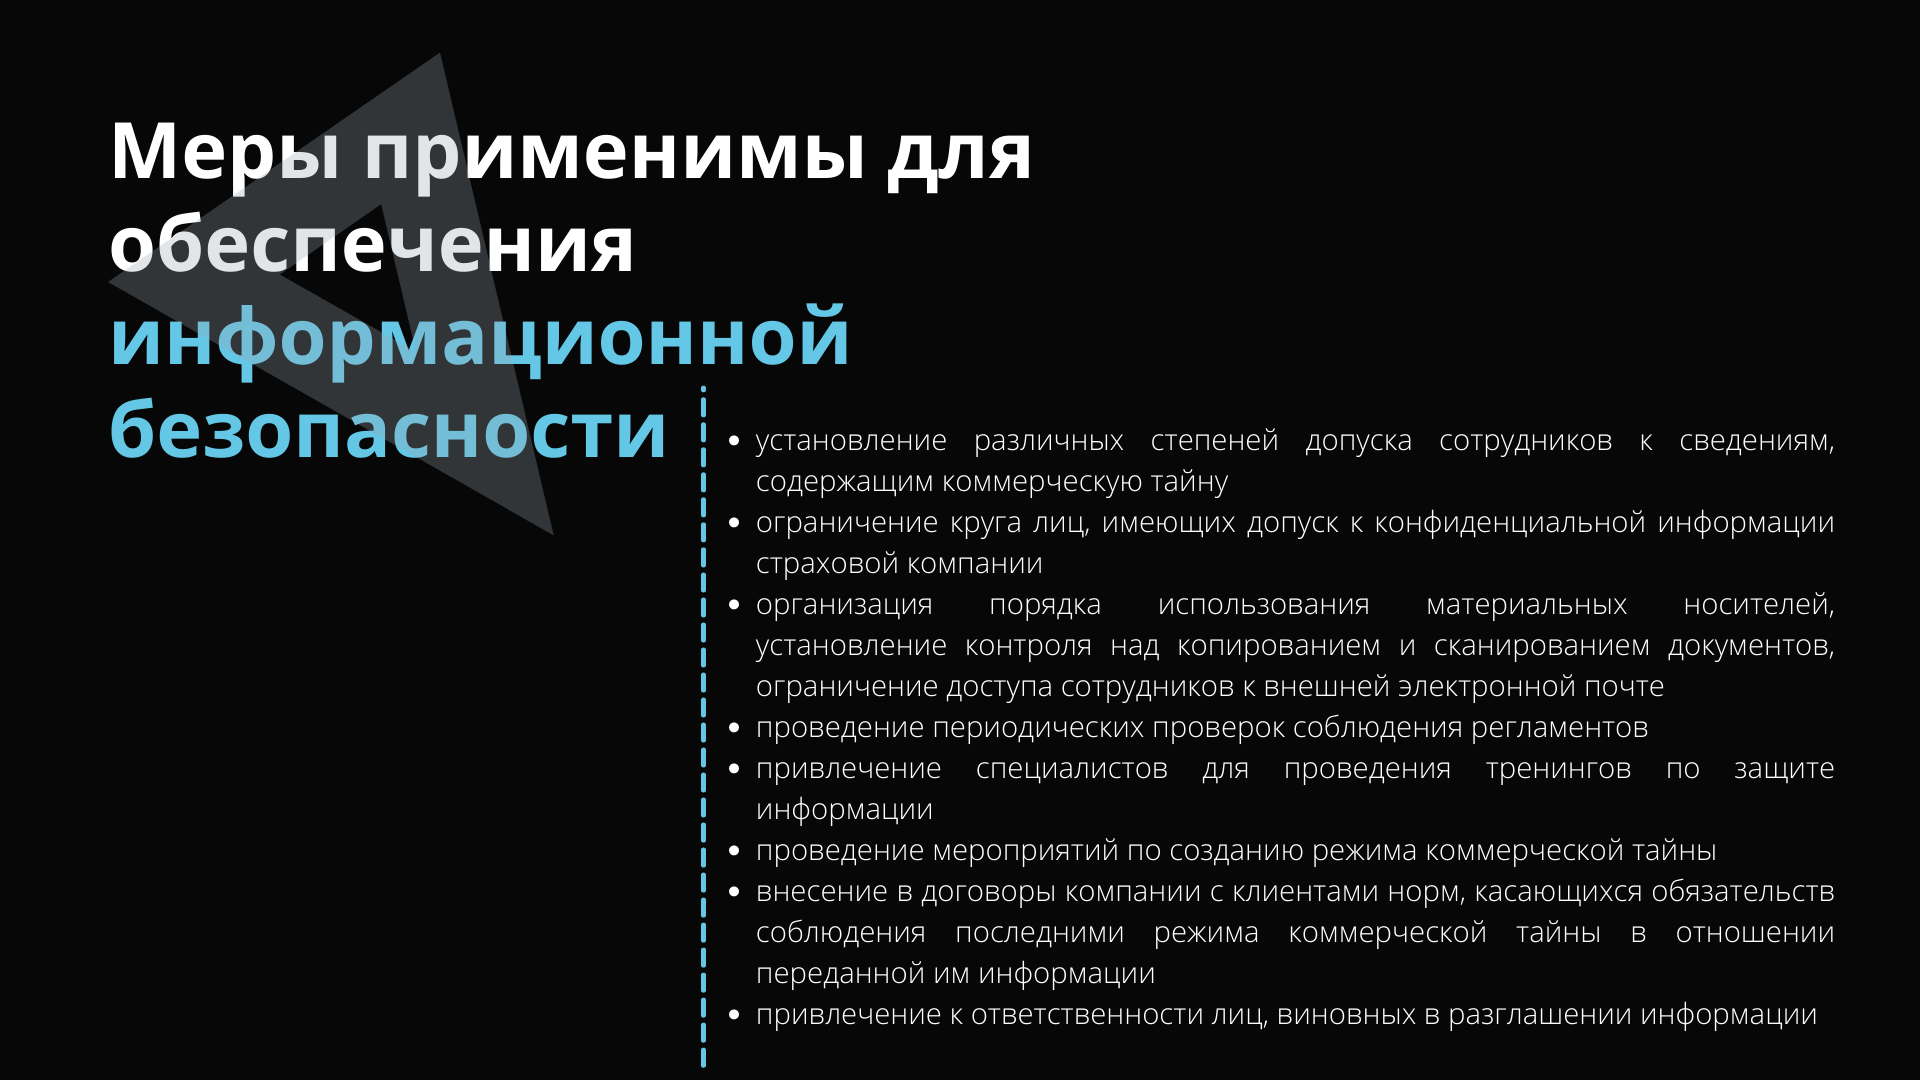 Меры применимы для
обеспечения
информационной
безопасности
• установление различных степеней допуска сотрудников к сведениям,
содержащим коммерческую тайну
• ограничение круга лиц, имеющих допуск к конфиденциальной информации
страховой компании
• организация порядка использования материальных носителей,
установление контроля над копированием и сканированием документов,
ограничение доступа сотрудников к внешней электронной почте
• проведение периодических проверок соблюдения регламентов
• привлечение специалистов для проведения тренингов по защите
информации
• проведение мероприятий по созданию режима коммерческой тайны
• внесение в договоры компании с клиентами норм, касающихся обязательств
соблюдения последними режима коммерческой тайны в отношении
переданной им информации
• привлечение к ответственности лиц, виновных в разглашении информации